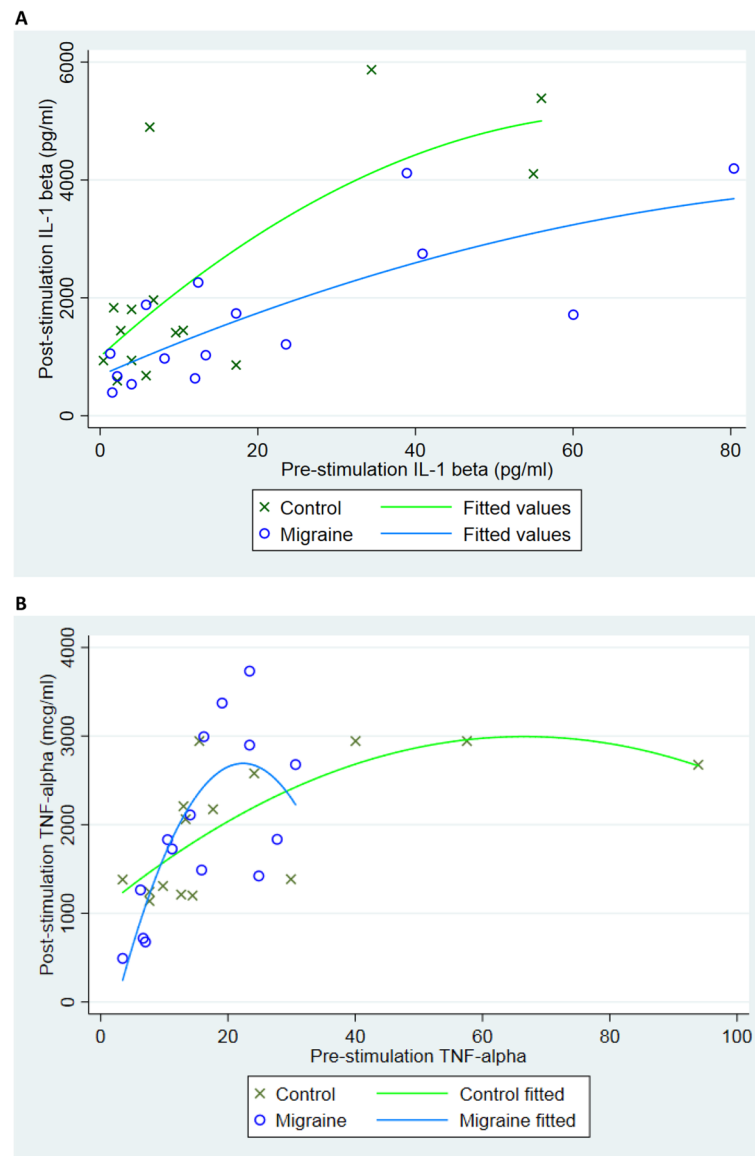 A
Post-stimulation IL-1 beta (pg/ml)
6000
4000
2000
0
0 20 40 60 80
Pre-stimulation IL-1 beta (pg/ml)
Control Fitted values
Migraine Fitted values
B
Post-stimulation TNF-alpha (mcg/ml)
4000
3000
2000
1000
0
0 20 40 60 80 100
Pre-stimulation TNF-alpha
Control Control fitted
Migraine Migraine fitted